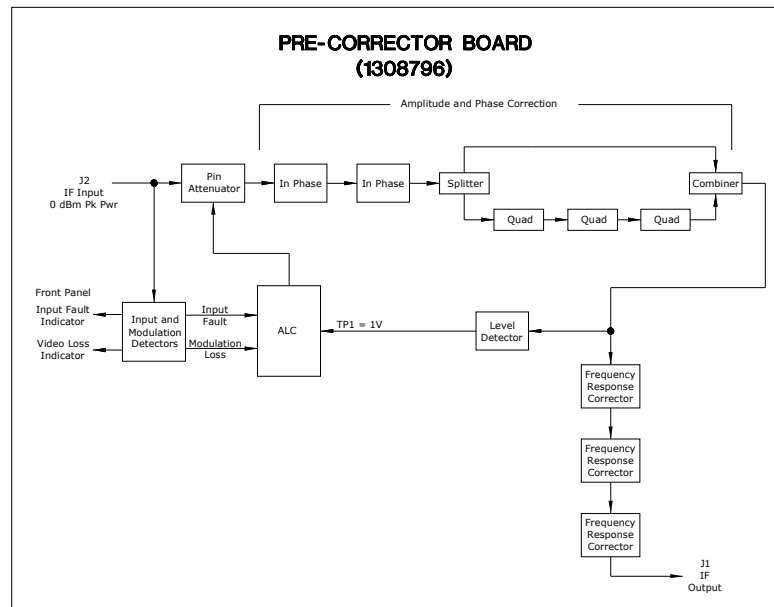 PRE-CORRECTOR BOARD
(1308796)
Amplitude and Phase Correction
J2
IF Input
0 dBm Pk Pwr
Pin
Attenuator
In Phase
In Phase
Splitter
Combiner
Quad
Quad
Quad
Front Panel
Input Fault
Indicator
Video Loss
Indicator
Input and
Modulation
Detectors
Input
Fault
Modulation
Loss
ALC
TP1 = 1V
Level
Detector
Frequency
Response
Corrector
Frequency
Response
Corrector
Frequency
Response
Corrector
J1
IF
Output